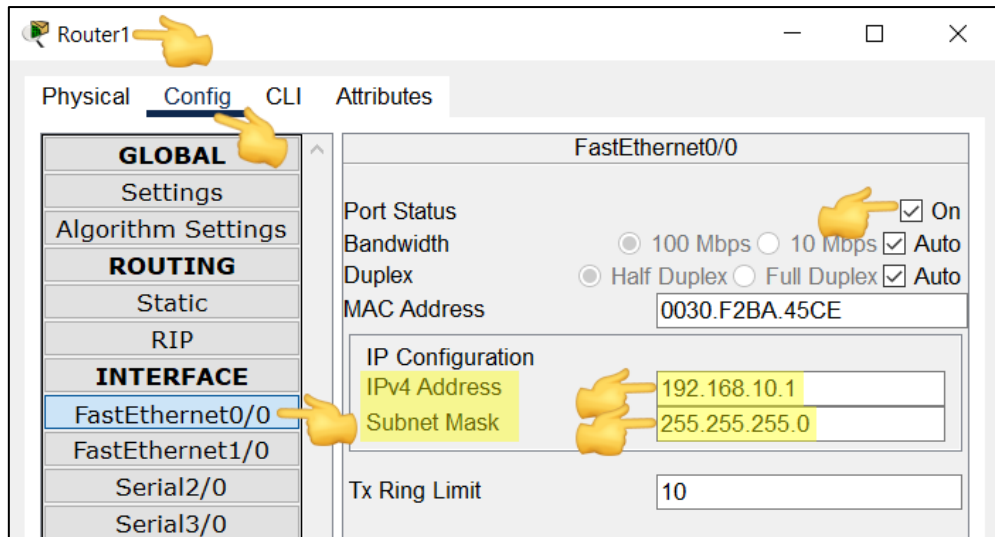 Router1
Physical Config CLI Attributes
GLOBAL
Settings
Algorithm Settings
ROUTING
Static
RIP
INTERFACE
FastEthernet0/0
FastEthernet1/0
Serial2/0
Serial3/0
FastEthernet0/0
Port Status On
Bandwidth 100 Mbps 10 Mbps Auto
Duplex Half Duplex Full Duplex Auto
MAC Address 0030.F2BA.45CE
IP Configuration
IPv4 Address 192.168.10.1
Subnet Mask 255.255.255.0
Tx Ring Limit 10